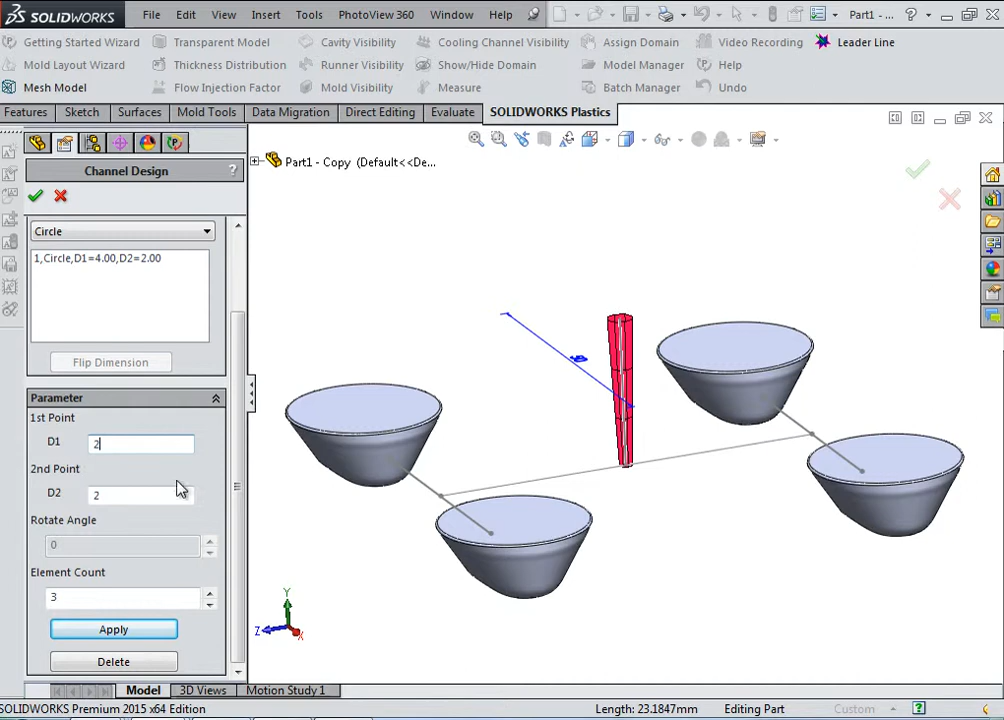 SOLIDWORKS File Edit View Insert Tools PhotoView 360 Window Help Part1 - ... ?
Getting Started Wizard Transparent Model Cavity Visibility Cooling Channel Visibility Assign Domain Video Recording Leader Line
Mold Layout Wizard Thickness Distribution Runner Visibility Show/Hide Domain Model Manager Help
Mesh Model Flow Injection Factor Mold Visibility Measure Batch Manager Undo
Features Sketch Surfaces Mold Tools Data Migration Direct Editing Evaluate SOLIDWORKS Plastics
Part1 - Copy (Default<<De...
Channel Design ?
Circle
1,Circle,D1=4.00,D2=2.00
Flip Dimension
Parameter
1st Point
D1 2
2nd Point
D2 2
Rotate Angle
0
Element Count
3
Apply
Delete
Y
Z
X
Model 3D Views Motion Study 1
SOLIDWORKS Premium 2015 x64 Edition Length: 23.1847mm Editing Part Custom ?